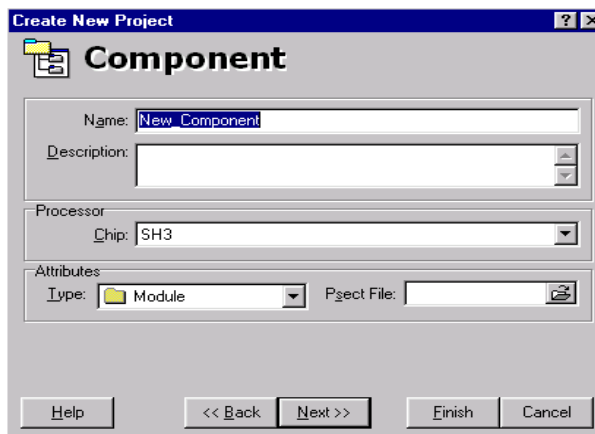 Create New Project
Component
Name: New_Component
Description:
Processor
Chip: SH3
Attributes
Type: Module Psect File:
Help << Back Next >> Finish Cancel